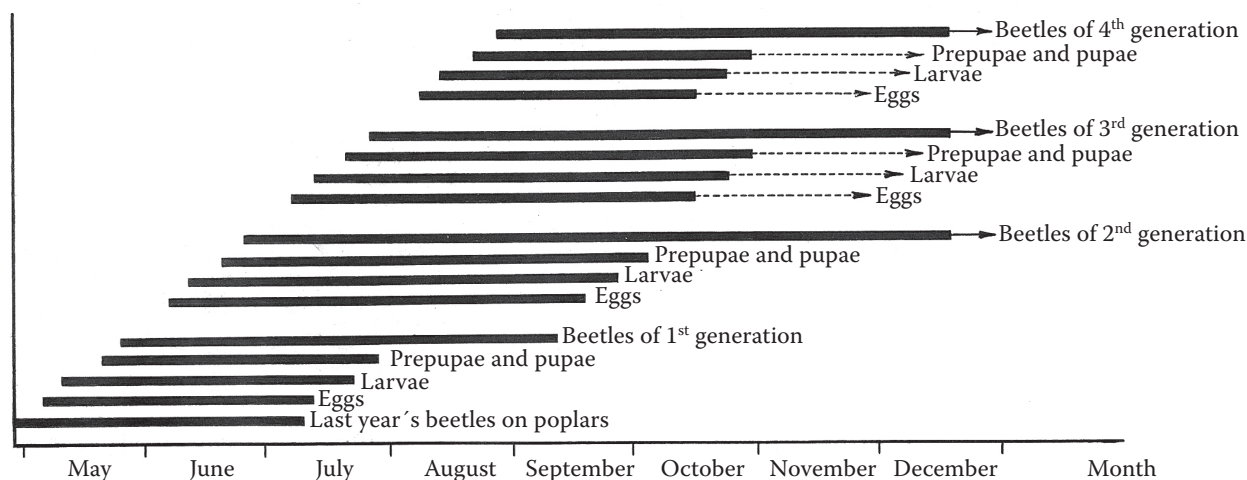 Beetles of 4th generation
Prepupae and pupae
Larvae
Eggs
Beetles of 3rd generation
Prepupae and pupae
Larvae
Eggs
Beetles of 2nd generation
Prepupae and pupae
Larvae
Eggs
Beetles of 1st generation
Prepupae and pupae
Larvae
Eggs
Last year´s beetles on poplars
May June July August September October November December Month